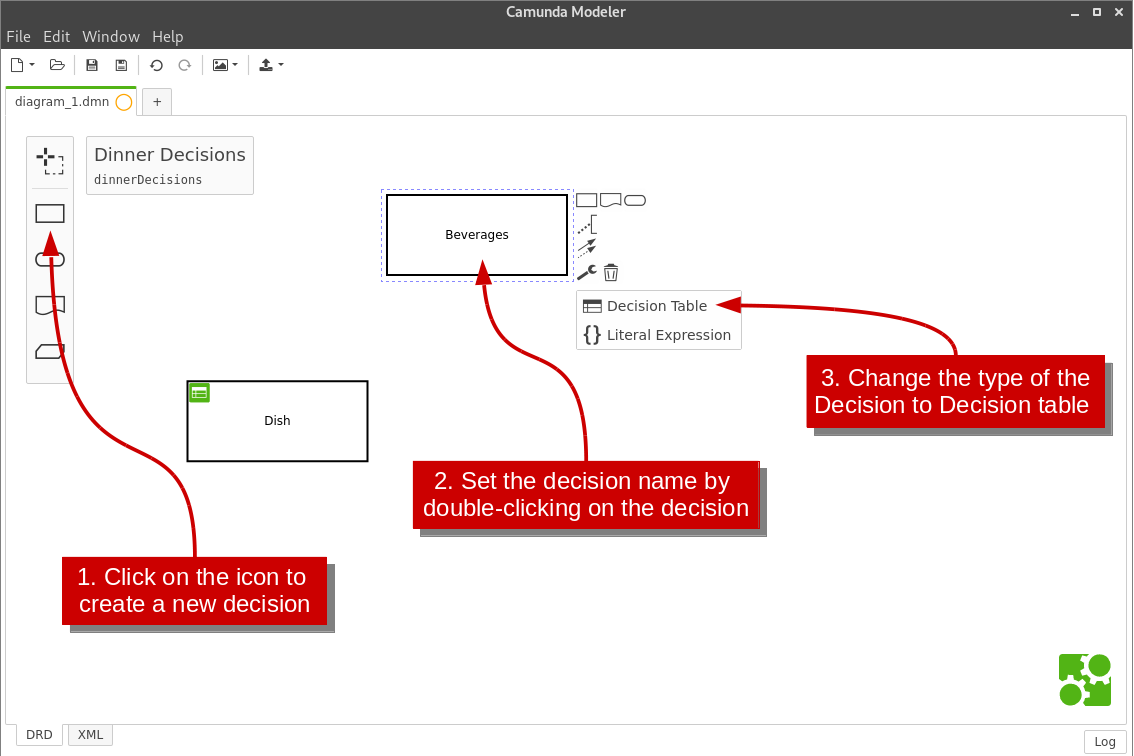 Camunda Modeler
File Edit Window Help
diagram_1.dmn
+
Dinner Decisions
dinnerDecisions
Beverages
Decision Table
{} Literal Expression
3. Change the type of the
Decision to Decision table
Dish
2. Set the decision name by
double-clicking on the decision
1. Click on the icon to
create a new decision
DRD XML
Log